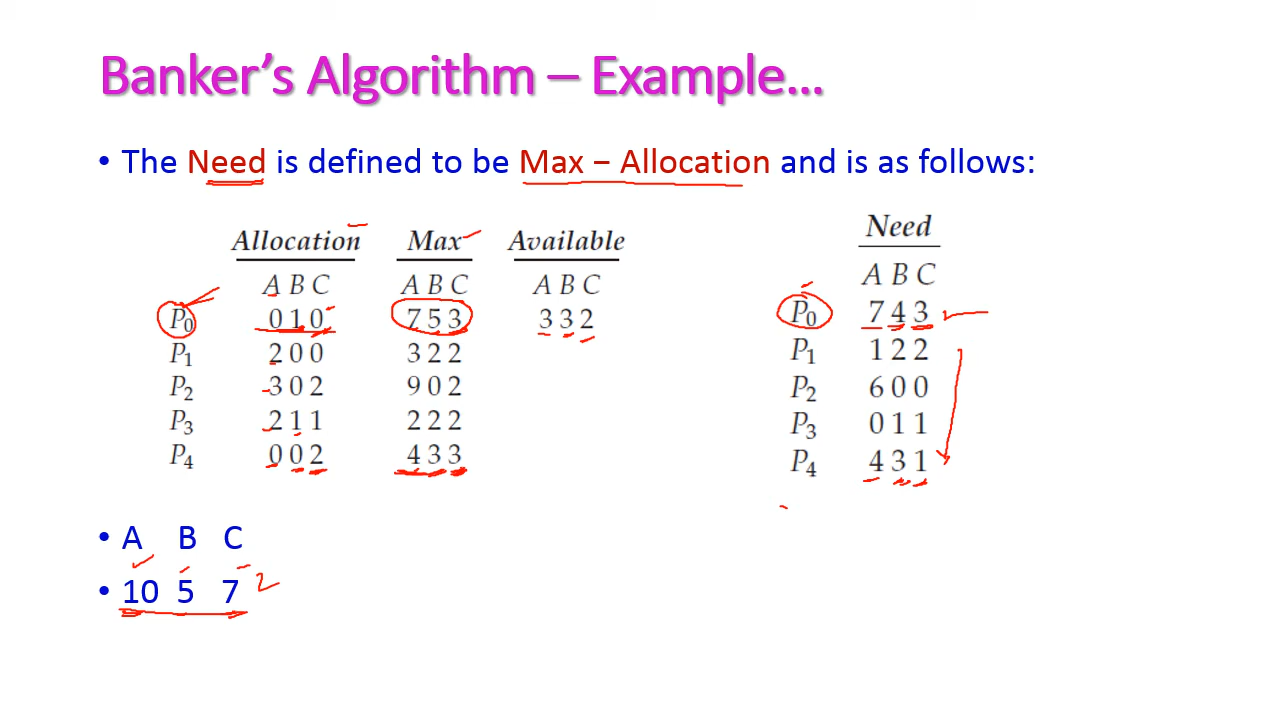 Banker's Algorithm – Example...
• The Need is defined to be Max – Allocation and is as follows:
Allocation Max Available Need
A B C A B C A B C A B C
P0 0 1 0 7 5 3 3 3 2 P0 7 4 3
P1 2 0 0 3 2 2 P1 1 2 2
P2 3 0 2 9 0 2 P2 6 0 0
P3 2 1 1 2 2 2 P3 0 1 1
P4 0 0 2 4 3 3 P4 4 3 1
• A B C
• 10 5 7 2